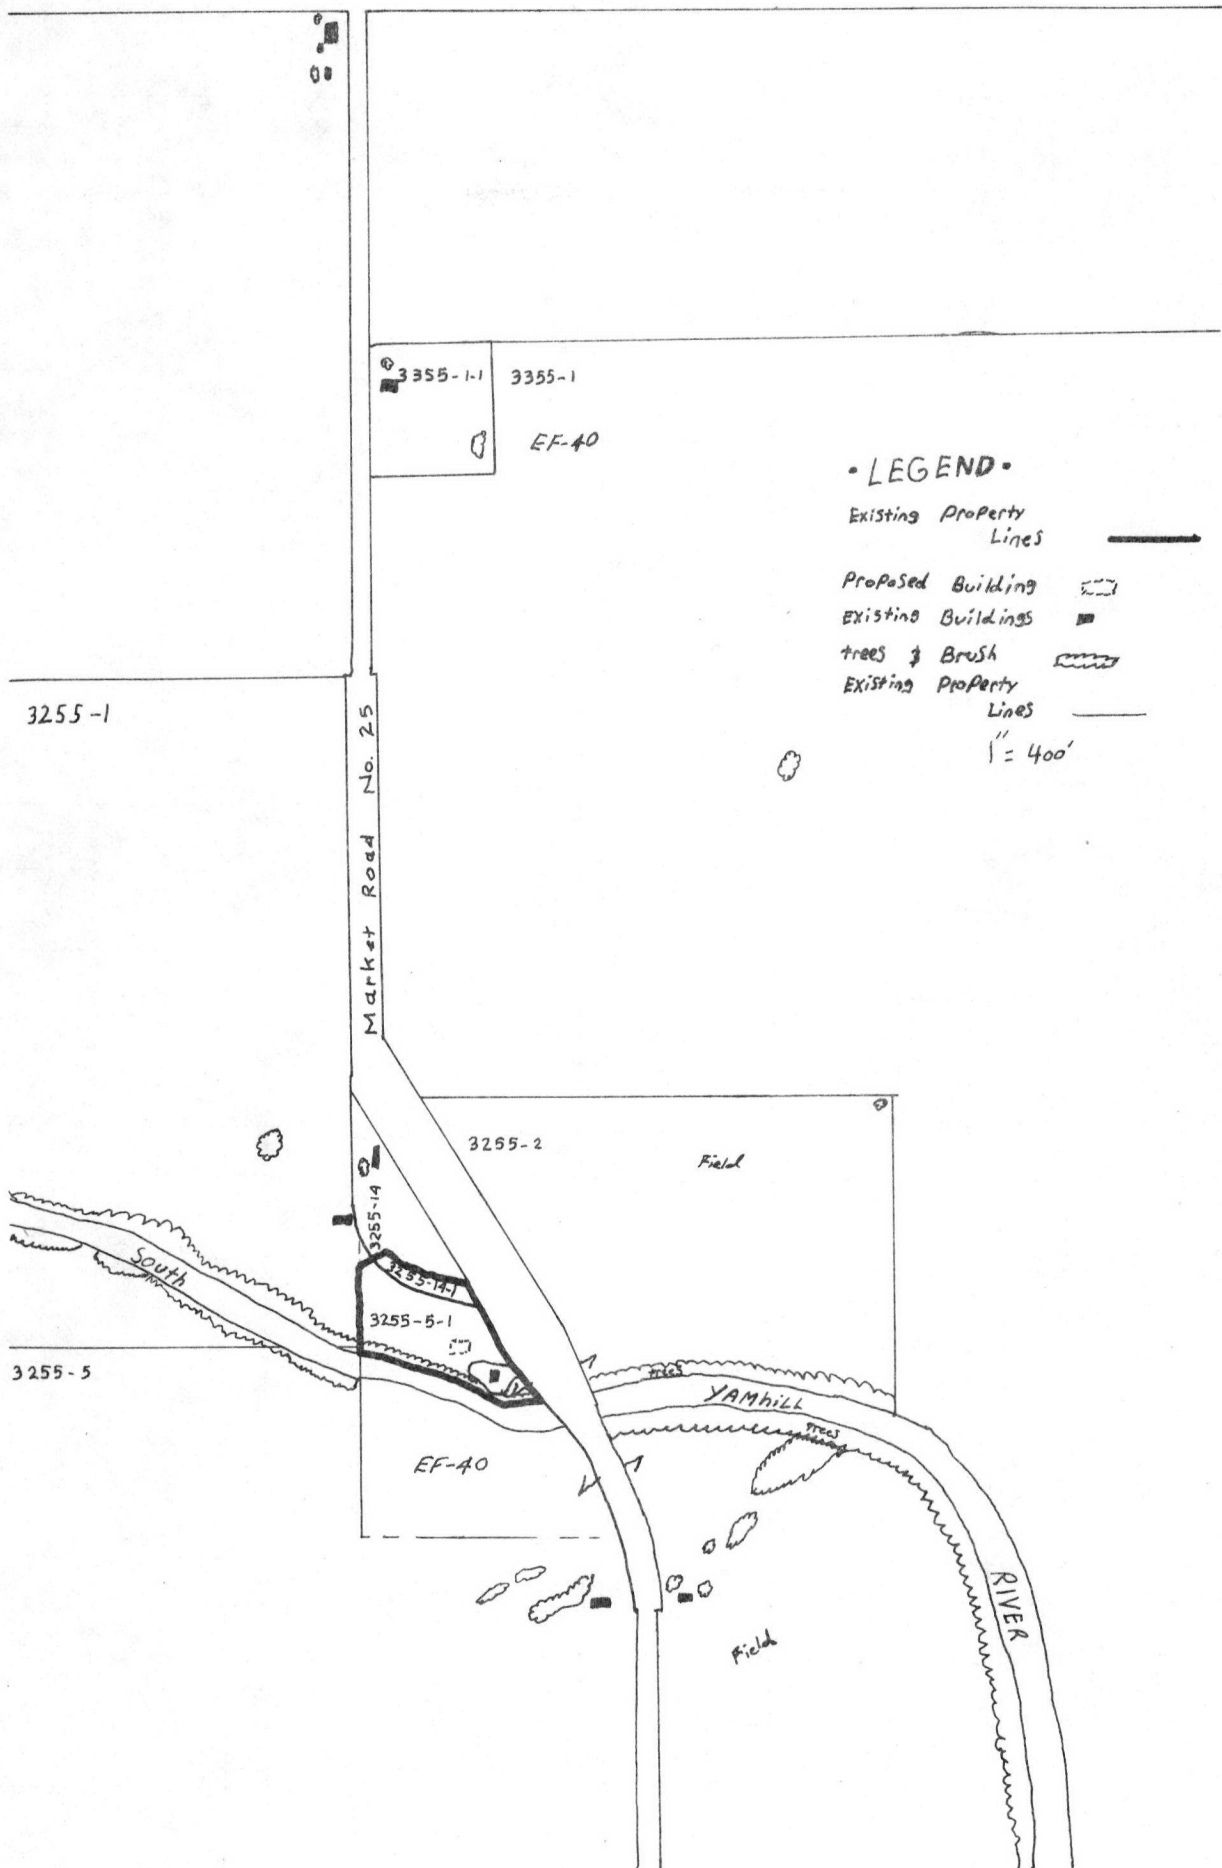 3355-1-1
3355-1
EF-40
• LEGEND •
Existing Property
Lines
Proposed Building
Existing Buildings
trees & Brush
Existing Property
Lines
1" = 400'
3255-1
Market Road No. 25
3255-2
Field
3255-14
South
3255-14-1
3255-5-1
3255-5
trees
YAMhiLL
trees
EF-40
RIVER
Field